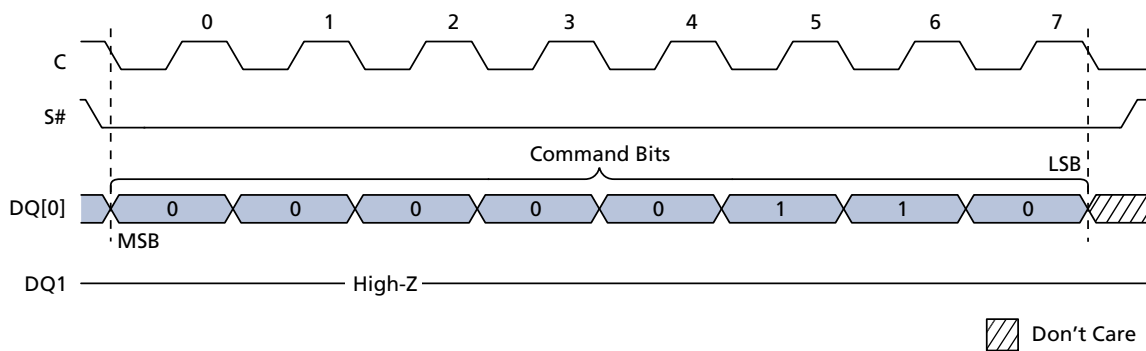 0 1 2 3 4 5 6 7
C
S#
Command Bits
LSB
DQ[0] 0 0 0 0 0 1 1 0
MSB
DQ1 High-Z
Don't Care